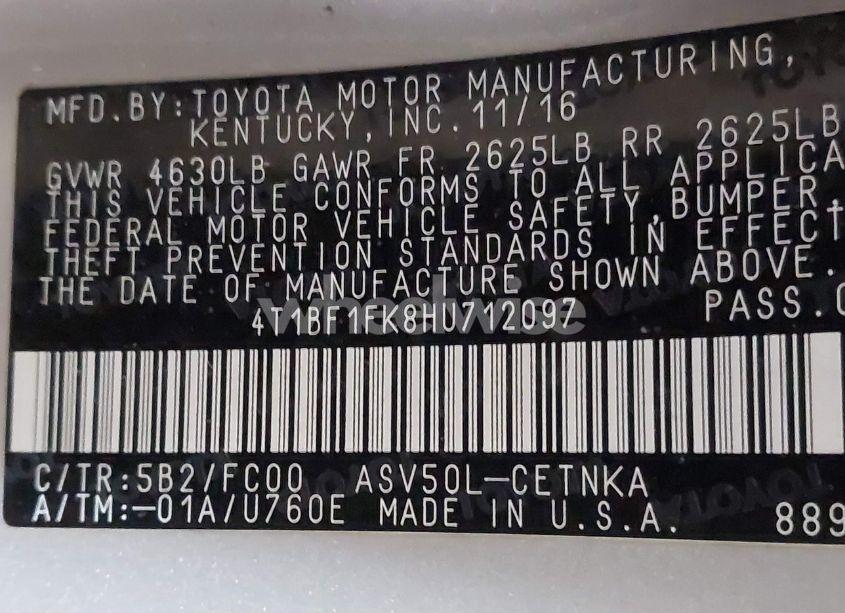 MFD.BY:TOYOTA MOTOR MANUFACTURING,
KENTUCKY,INC. 11/16
GVWR 4630LB GAWR FR 2625LB RR 2625LB
THIS VEHICLE CONFORMS TO ALL APPLICA
FEDERAL MOTOR VEHICLE SAFETY,BUMPER,
THEFT PREVENTION STANDARDS IN EFFECT
THE DATE OF MANUFACTURE SHOWN ABOVE.
4T1BF1FK8HU712097 PASS.C
C/TR:5B2/FC00 ASV50L-CETNKA
A/TM:-01A/U760E MADE IN U.S.A. 889